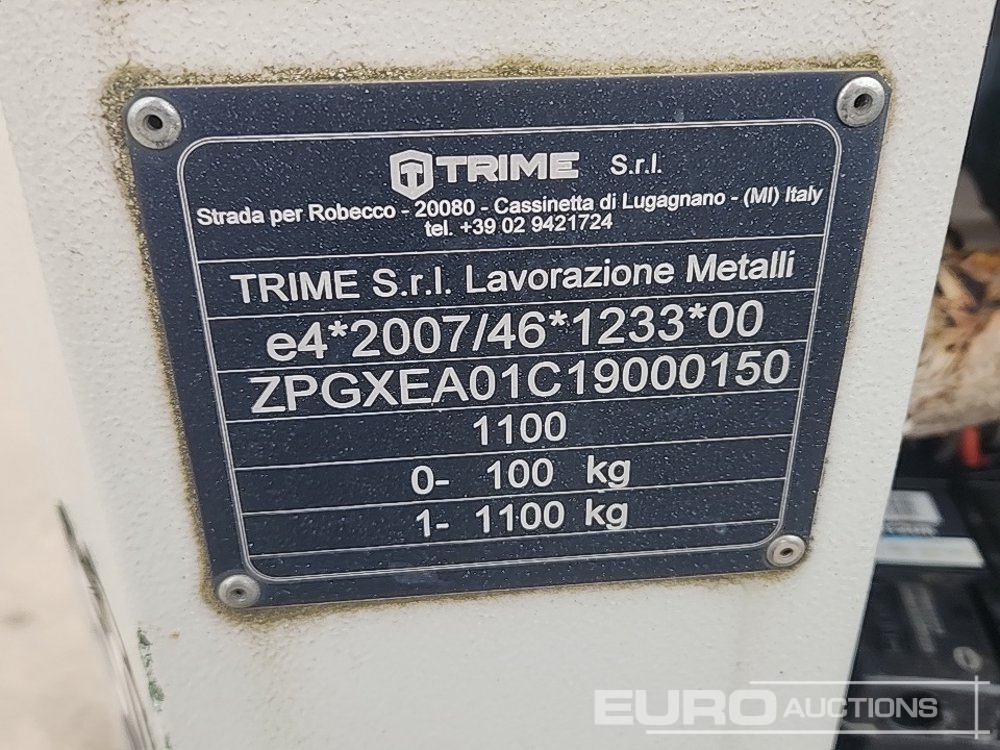 TRIME S.r.l.
Strada per Robecco - 20080 - Cassinetta di Lugagnano - (MI) Italy
tel. +39 02 9421724
TRIME S.r.l. Lavorazione Metalli
e4*2007/46*1233*00
ZPGXEA01C19000150
1100
0- 100 kg
1- 1100 kg
EURO AUCTIONS